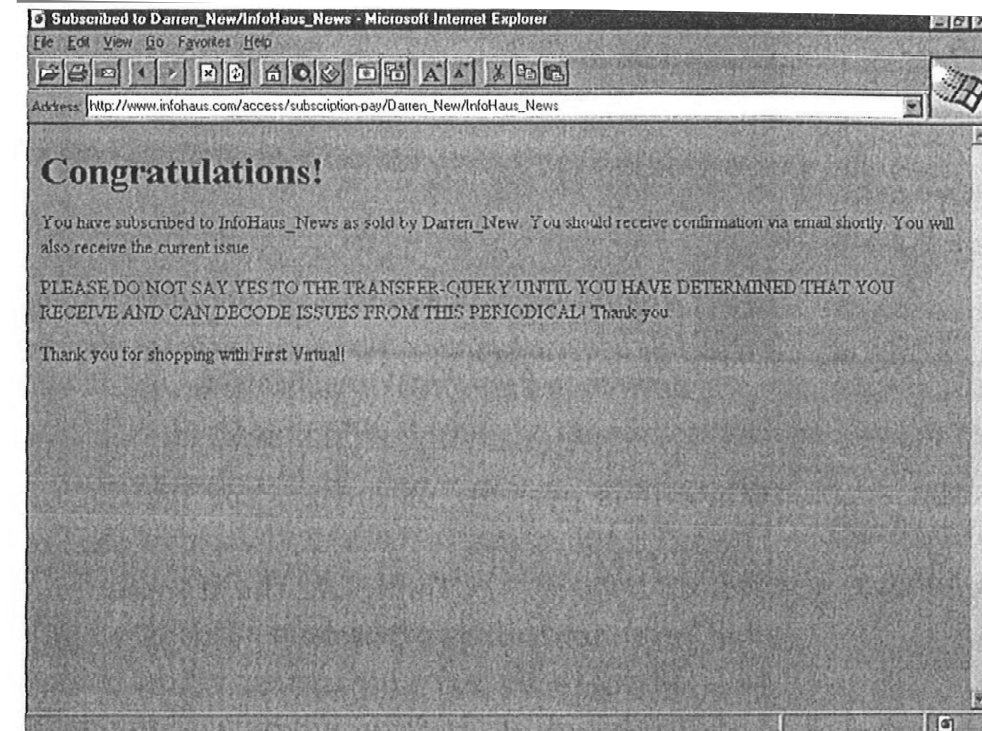 Subscribed to Darren_New/InfoHaus_News - Microsoft Internet Explorer
File Edit View Go Favorites Help
Address: http://www.infohaus.com/access/subscription-pay/Darren_New/InfoHaus_News
Congratulations!
You have subscribed to InfoHaus_News as sold by Darren_New. You should receive confirmation via email shortly. You will
also receive the current issue.
PLEASE DO NOT SAY YES TO THE TRANSFER-QUERY UNTIL YOU HAVE DETERMINED THAT YOU
RECEIVE AND CAN DECODE ISSUES FROM THIS PERIODICAL! Thank you.
Thank you for shopping with First Virtual!